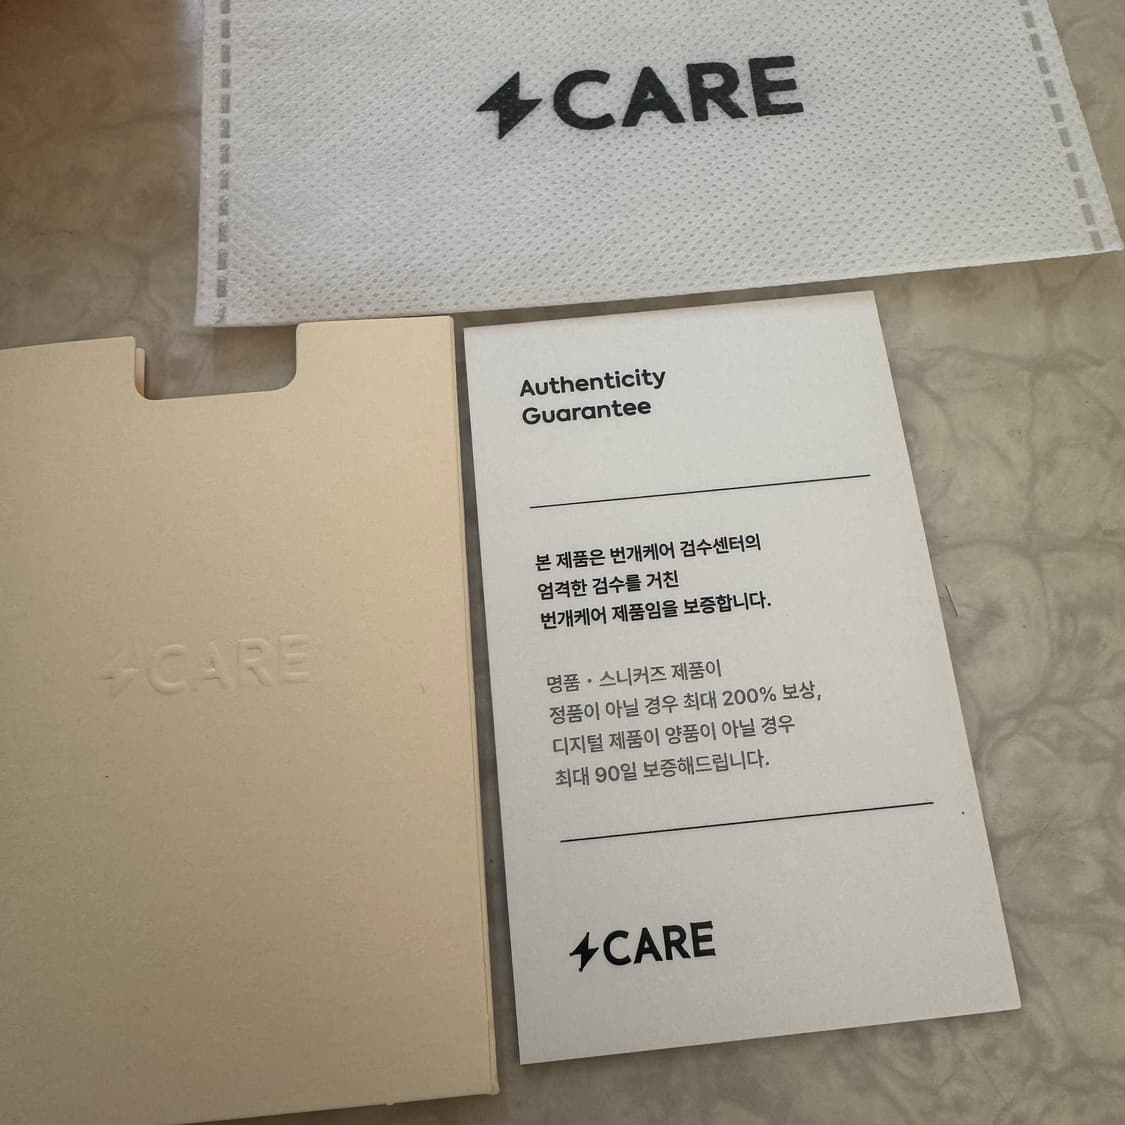 CARE
CARE
Authenticity
Guarantee
본 제품은 번개케어 검수센터의
엄격한 검수를 거친
번개케어 제품임을 보증합니다.
명품・스니커즈 제품이
정품이 아닐 경우 최대 200% 보상,
디지털 제품이 양품이 아닐 경우
최대 90일 보증해드립니다.
CARE